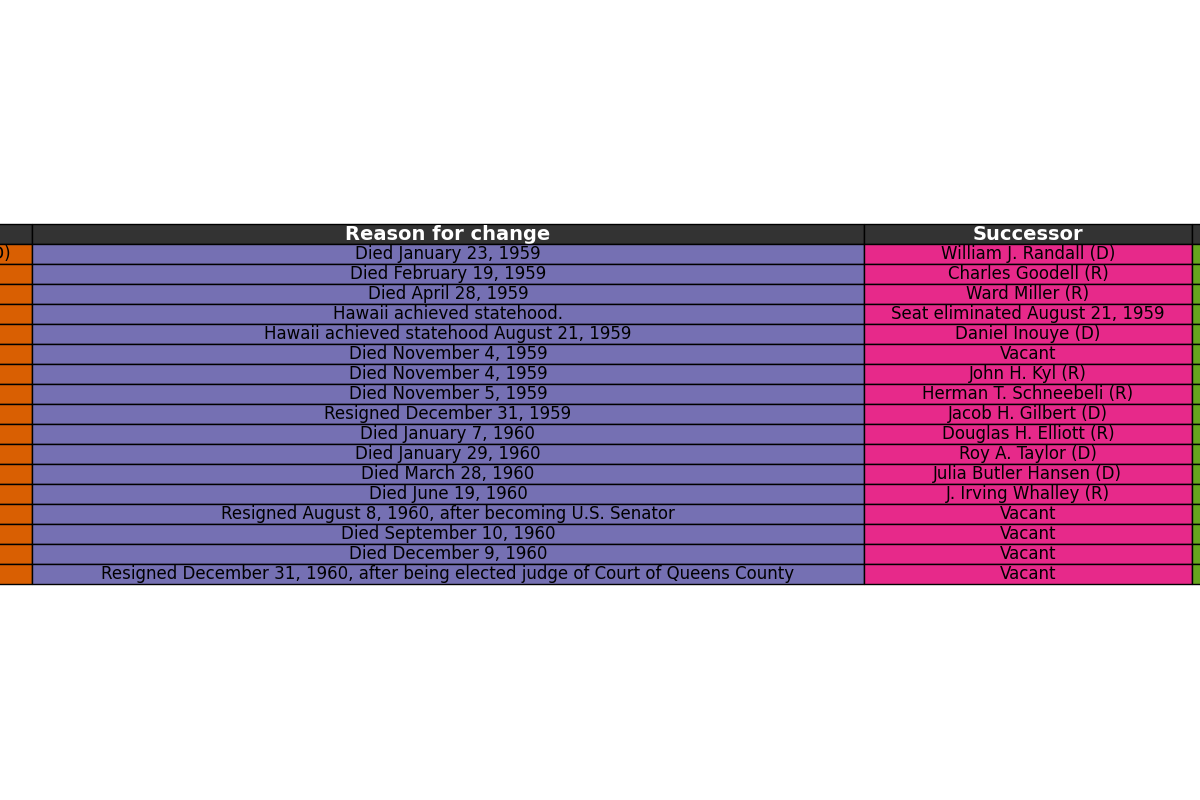 Reason for change Successor
D) Died January 23, 1959 William J. Randall (D)
Died February 19, 1959 Charles Goodell (R)
Died April 28, 1959 Ward Miller (R)
Hawaii achieved statehood. Seat eliminated August 21, 1959
Hawaii achieved statehood August 21, 1959 Daniel Inouye (D)
Died November 4, 1959 Vacant
Died November 4, 1959 John H. Kyl (R)
Died November 5, 1959 Herman T. Schneebeli (R)
Resigned December 31, 1959 Jacob H. Gilbert (D)
Died January 7, 1960 Douglas H. Elliott (R)
Died January 29, 1960 Roy A. Taylor (D)
Died March 28, 1960 Julia Butler Hansen (D)
Died June 19, 1960 J. Irving Whalley (R)
Resigned August 8, 1960, after becoming U.S. Senator Vacant
Died September 10, 1960 Vacant
Died December 9, 1960 Vacant
Resigned December 31, 1960, after being elected judge of Court of Queens County Vacant